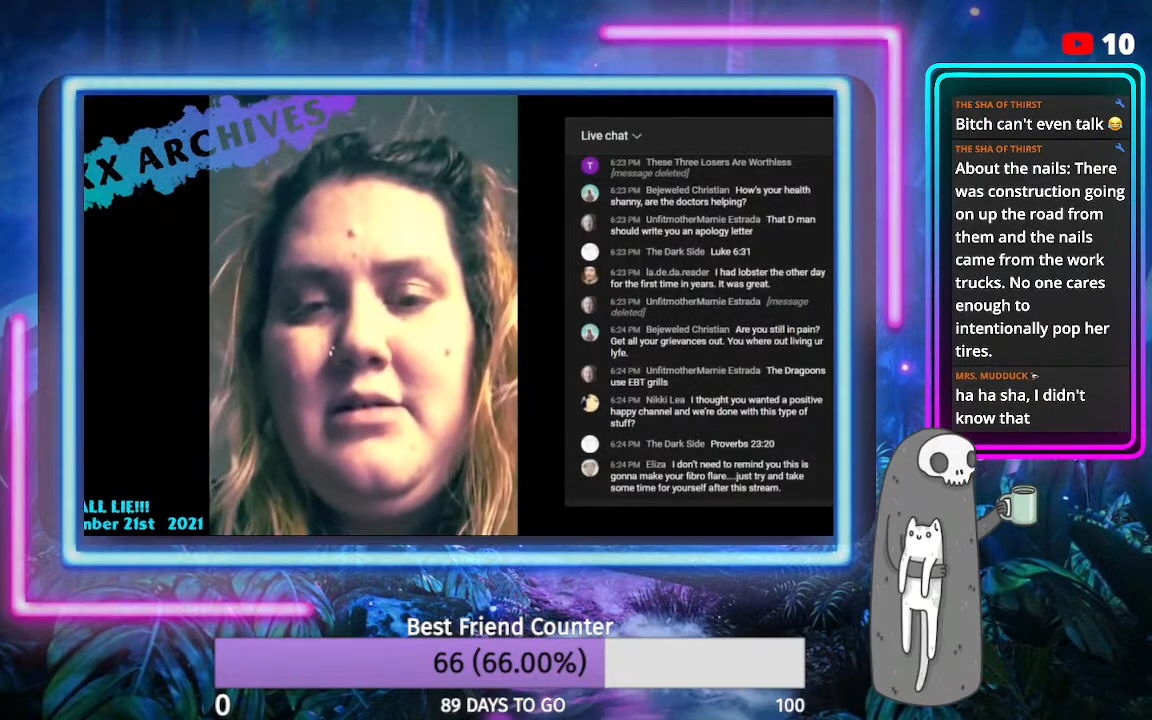 10
XX ARCHIVES
Live chat
6:23 PM These Three Losers Are Worthless
[message deleted]
6:23 PM Bejeweled Christian How's your health
shanny, are the doctors helping?
6:23 PM UnfitmotherMamie Estrada That D man
should write you an apology letter
6:23 PM The Dark Side Luke 6:31
6:23 PM la.de.da.reader I had lobster the other day
for the first time in years. It was great.
6:23 PM UnfitmotherMamie Estrada [message
deleted]
6:24 PM Bejeweled Christian Are you still in pain?
Get all your grievances out. You where out living ur
lyfe.
6:24 PM UnfitmotherMamie Estrada The Dragoons
use EBT grills
6:24 PM Nikki Lea I thought you wanted a positive
happy channel and we're done with this type of
stuff?
6:24 PM The Dark Side Proverbs 23:20
6:24 PM Eliza I don't need to remind you this is
gonna make your fibro flare....just try and take
some time for yourself after this stream.
ALL LIE!!!
mber 21st 2021
THE SHA OF THIRST
Bitch can't even talk 😂
THE SHA OF THIRST
About the nails: There
was construction going
on up the road from
them and the nails
came from the work
trucks. No one cares
enough to
intentionally pop her
tires.
MRS. MUDDUCK
ha ha sha, I didn't
know that
Best Friend Counter
66 (66.00%)
0
89 DAYS TO GO
100